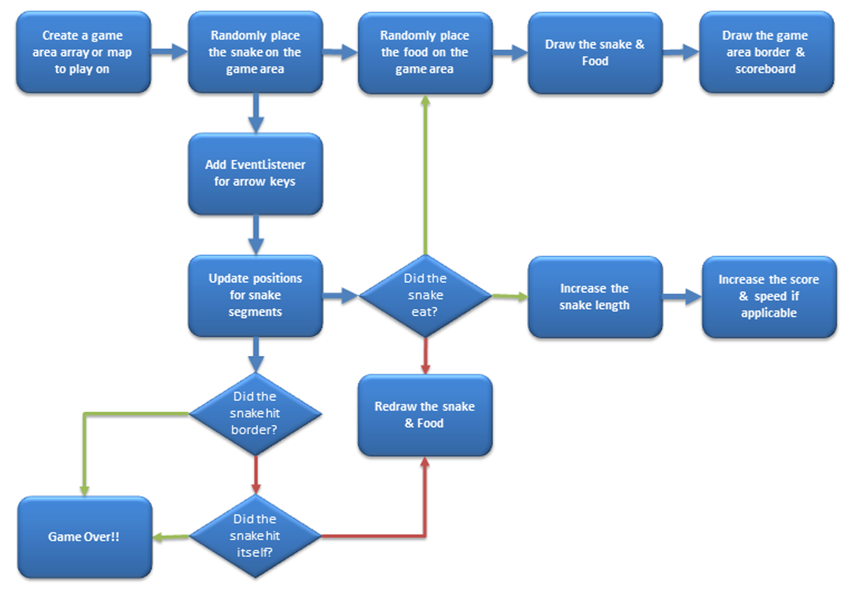 Create a game
area array or map
to play on
Randomly place
the snake on the
game area
Randomly place
the food on the
game area
Draw the snake &
Food
Draw the game
area border &
scoreboard
Add EventListener
for arrow keys
Update positions
for snake
segments
Did the
snake
eat?
Increase the
snake length
Increase the score
& speed if
applicable
Did the
snake hit
border?
Redraw the snake
& Food
Game Over!!
Did the
snake hit
itself?